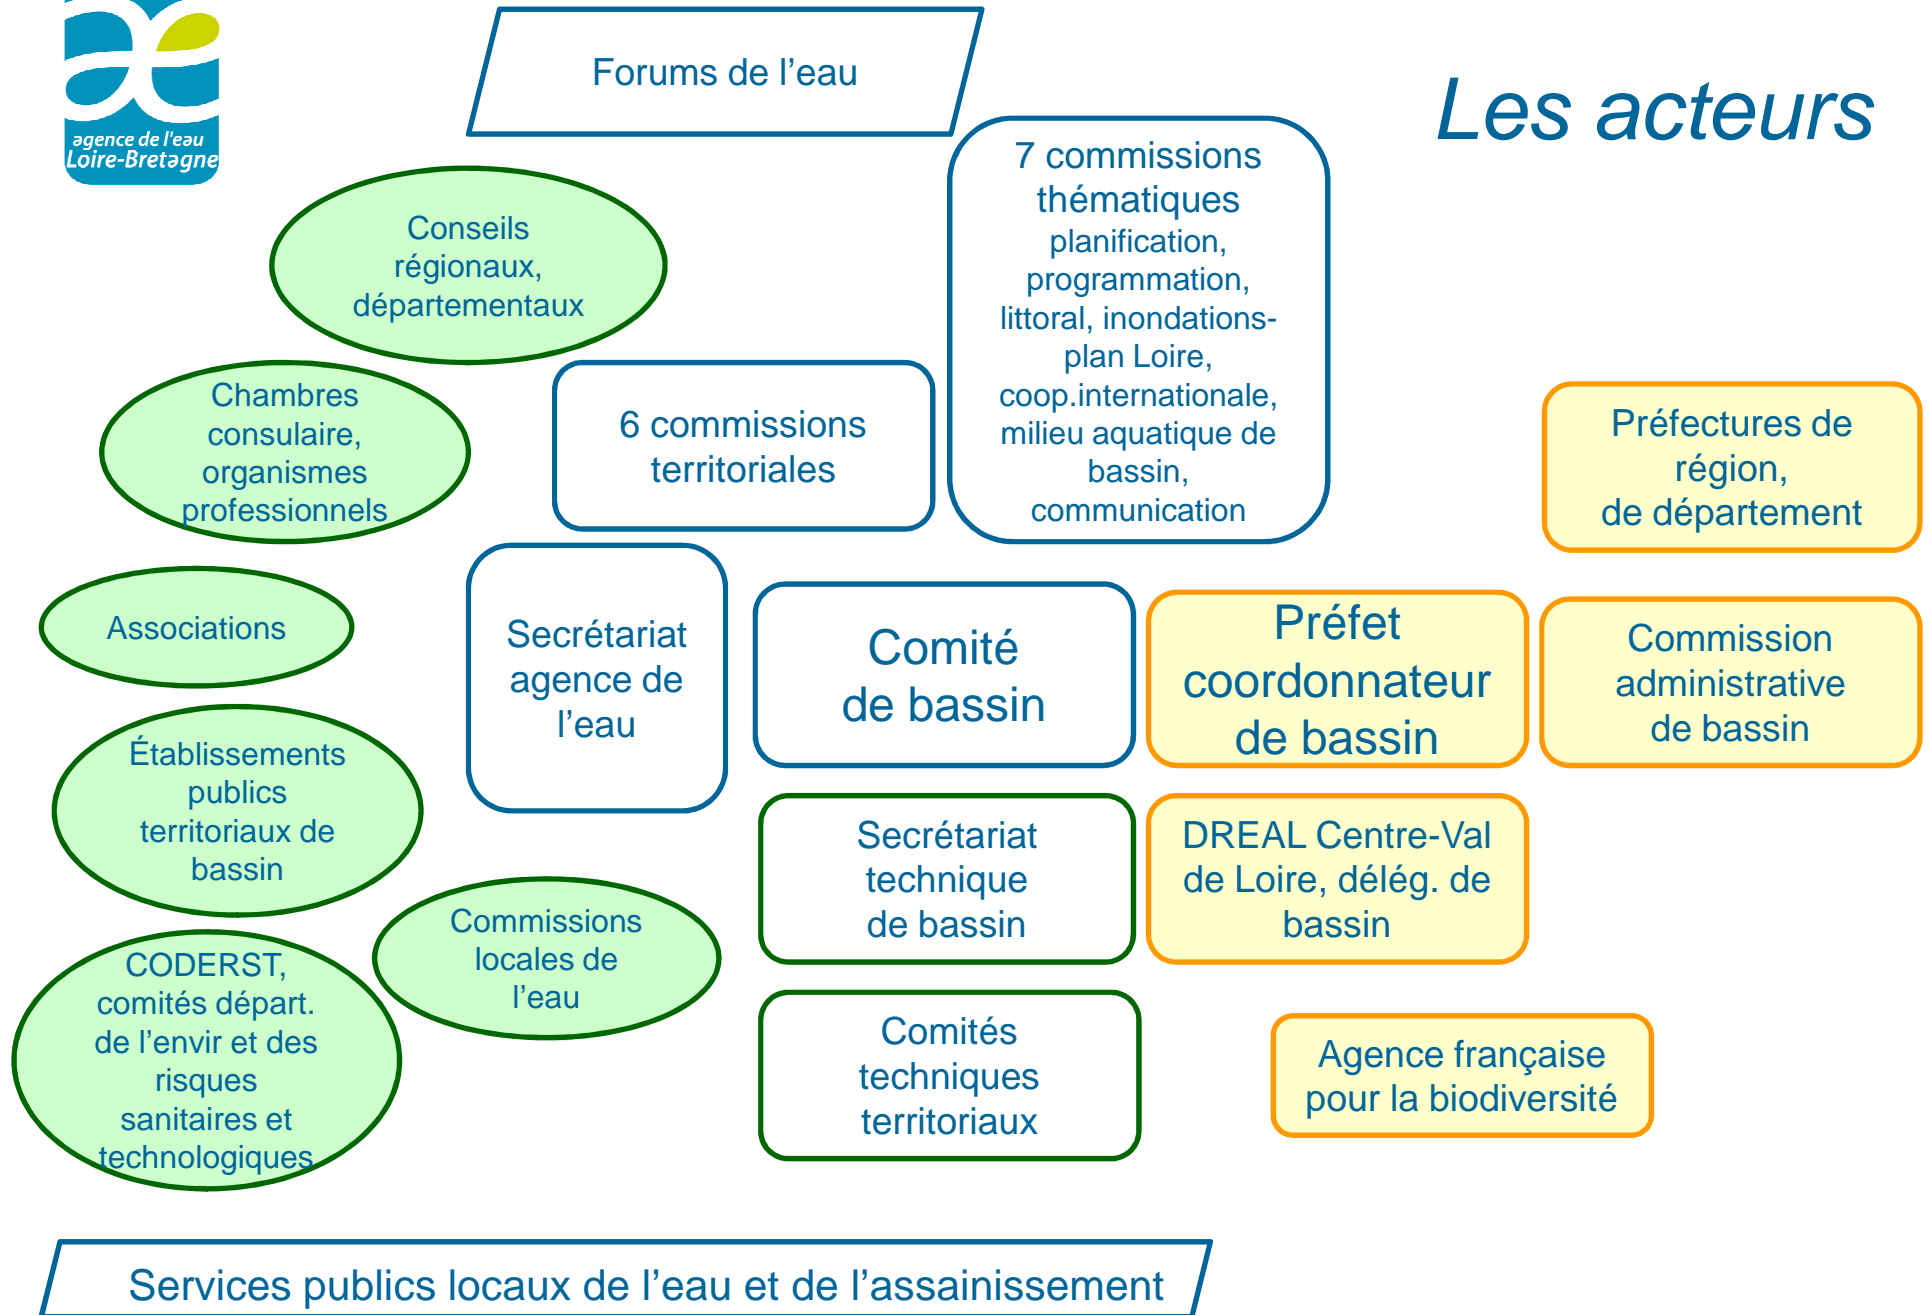 agence de l'eau
Loire-Bretagne
Forums de l’eau
Les acteurs
7 commissions
thématiques
planification,
programmation,
littoral, inondations-
plan Loire,
coop.internationale,
milieu aquatique de
bassin,
communication
Conseils
régionaux,
départementaux
Chambres
consulaire,
organismes
professionnels
6 commissions
territoriales
Préfectures de
région,
de département
Associations
Secrétariat
agence de
l’eau
Comité
de bassin
Préfet
coordonnateur
de bassin
Commission
administrative
de bassin
Établissements
publics
territoriaux de
bassin
Secrétariat
technique
de bassin
DREAL Centre-Val
de Loire, délég. de
bassin
Commissions
locales de
l’eau
CODERST,
comités départ.
de l’envir et des
risques
sanitaires et
technologiques
Comités
techniques
territoriaux
Agence française
pour la biodiversité
Services publics locaux de l’eau et de l’assainissement